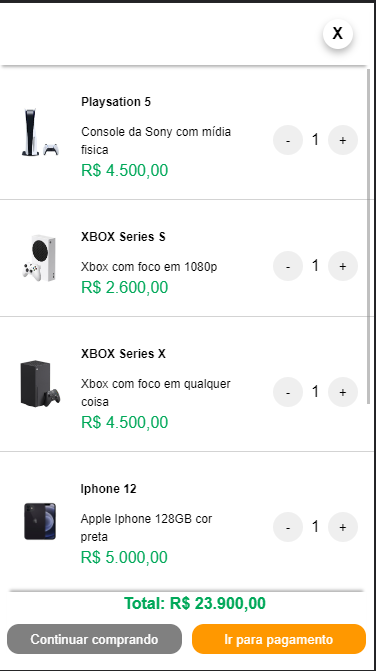 X
Playsation 5
Console da Sony com mídia
fisica
R$ 4.500,00
- 1 +
XBOX Series S
Xbox com foco em 1080p
R$ 2.600,00
- 1 +
XBOX Series X
Xbox com foco em qualquer
coisa
R$ 4.500,00
- 1 +
Iphone 12
Apple Iphone 128GB cor
preta
R$ 5.000,00
- 1 +
Total: R$ 23.900,00
Continuar comprando
Ir para pagamento